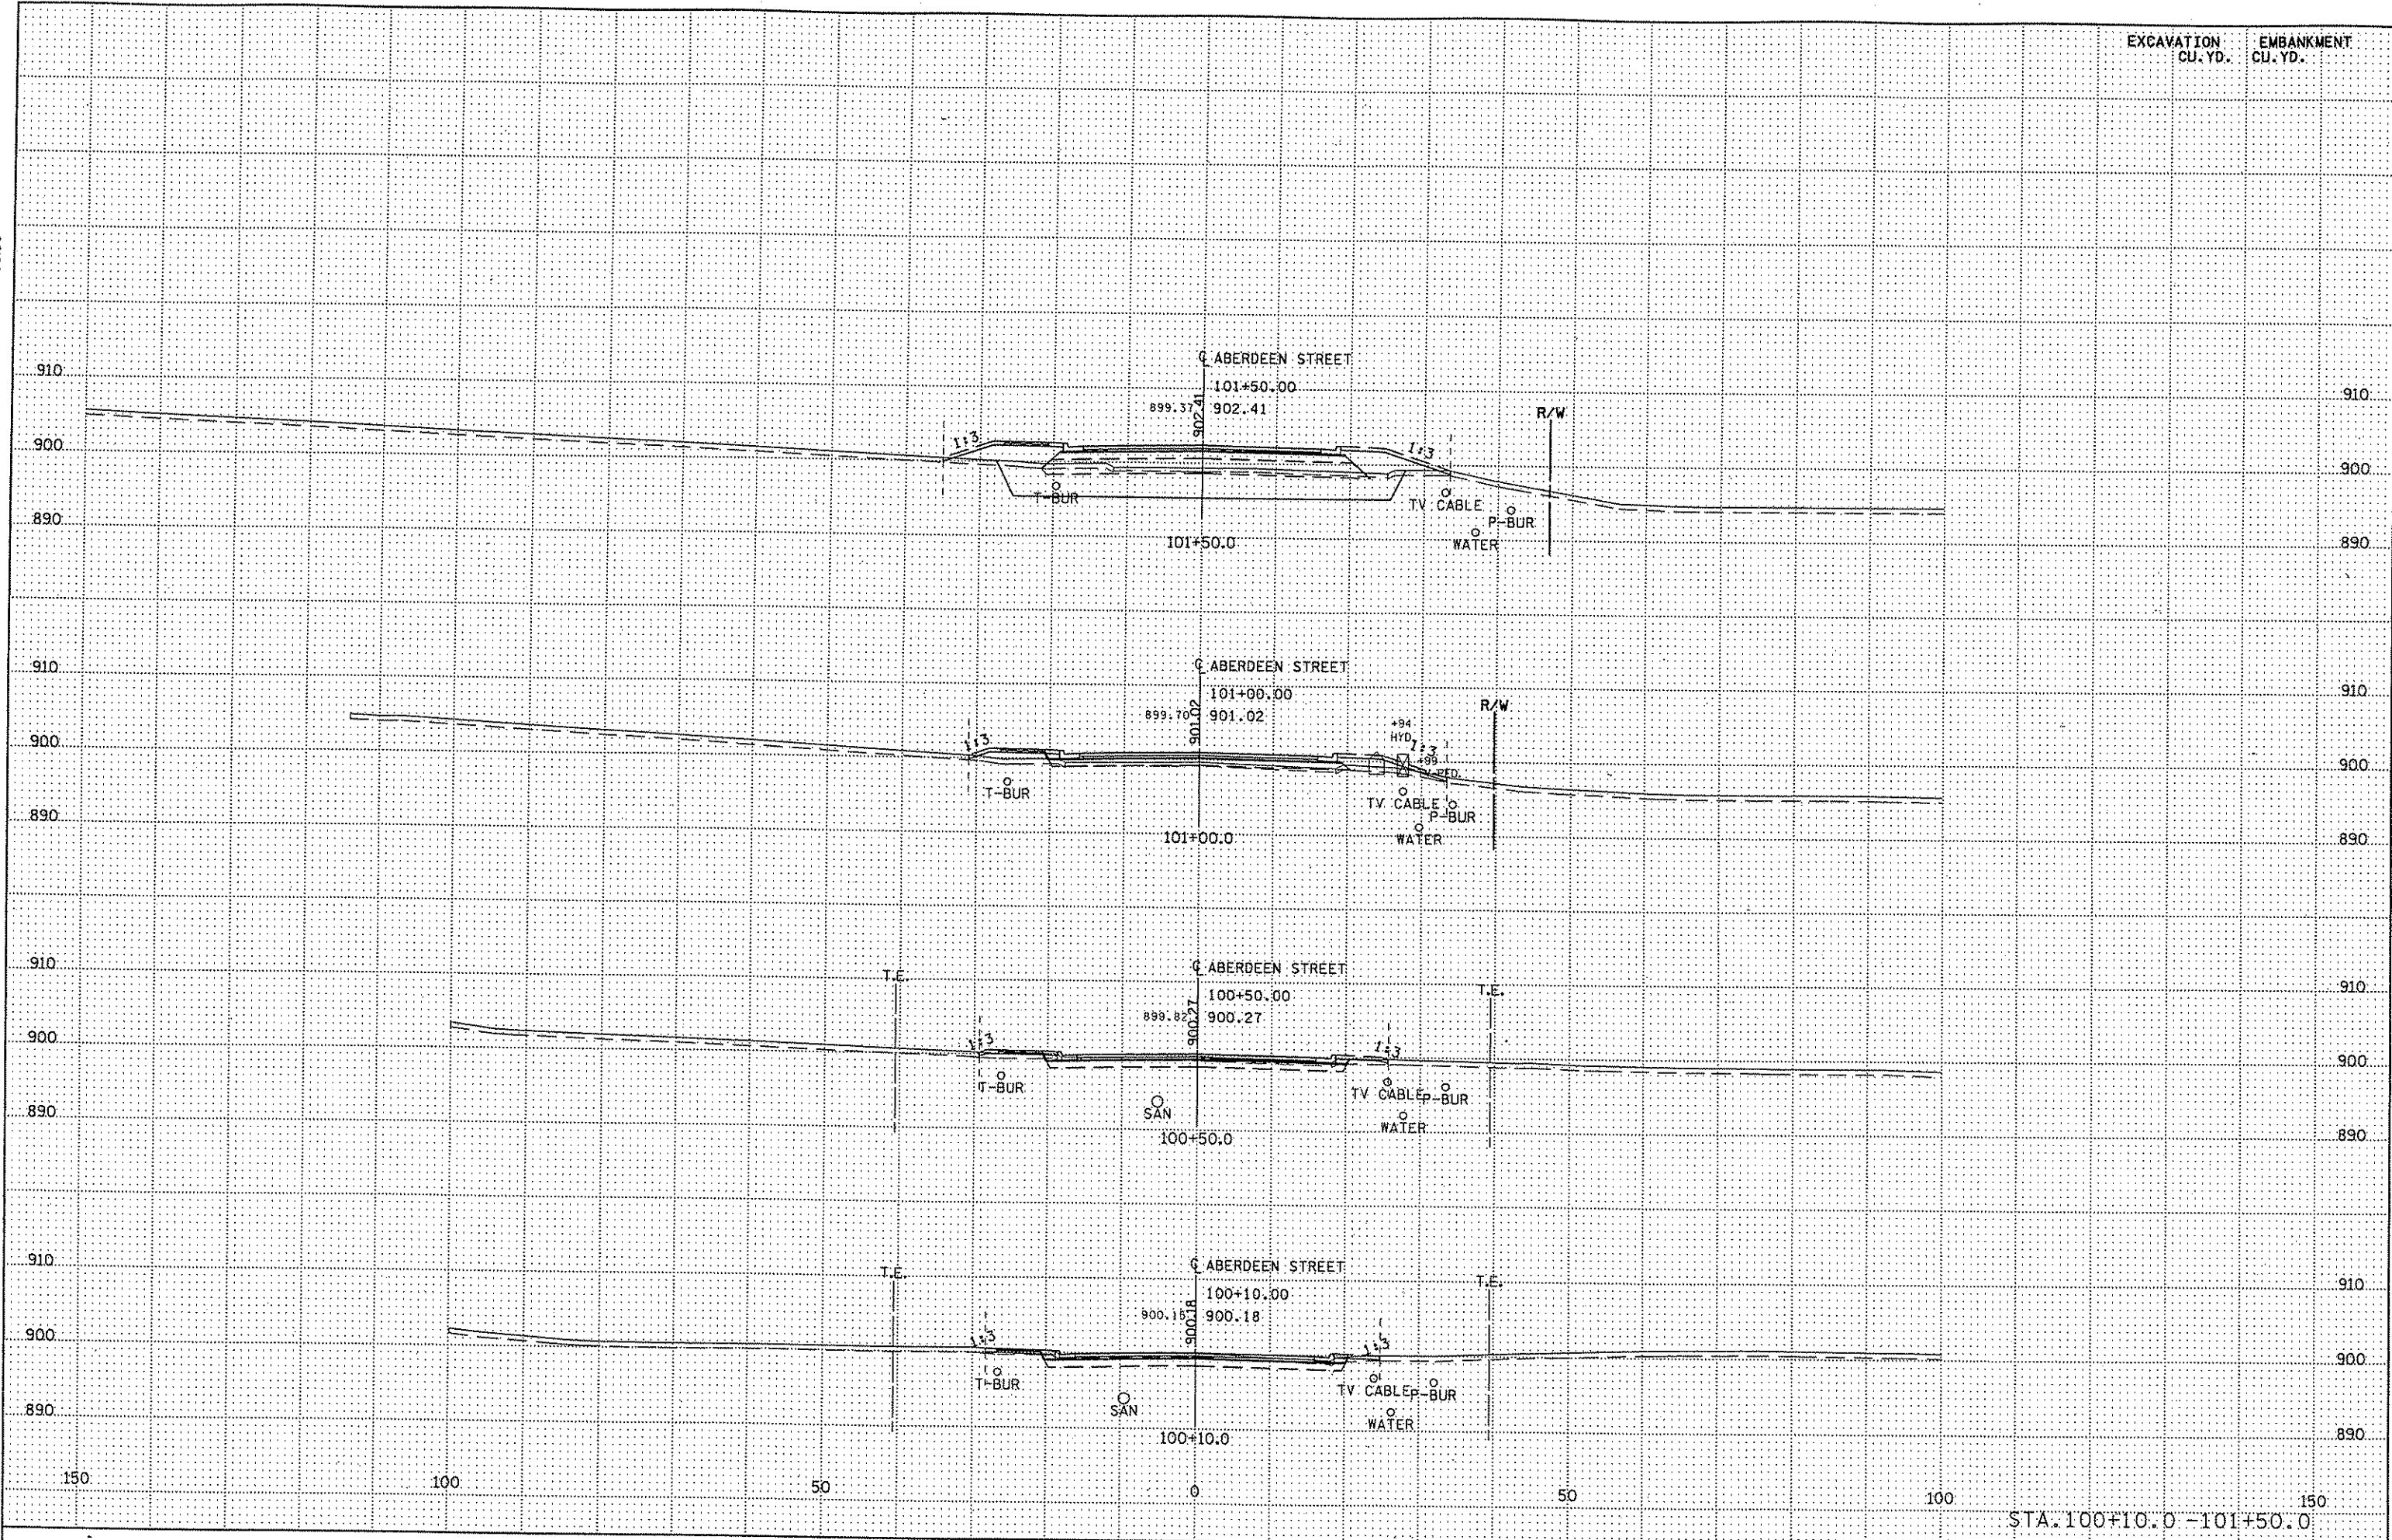 EXCAVATION EMBANKMENT
CU.YD. CU.YD.
℄ ABERDEEN STREET
910 101+50.00 910
899.37 902.41 902.41 R/W
1:3 1:3
900 900
T-BUR TV CABLE
P-BUR
890 101+50.0 WATER 890
℄ ABERDEEN STREET
910 101+00.00 910
899.70 901.02 901.02 R/W
+94
HYD.
1:3 1:3
900 +99 900
T-BUR TV CABLE
P-BUR
890 101+00.0 WATER 890
℄ ABERDEEN STREET
910 T.E. 100+50.00 T.E. 910
899.82 900.27 900.27
900 1:3 1:3 900
T-BUR TV CABLE P-BUR
SAN WATER
890 100+50.0 890
℄ ABERDEEN STREET
910 T.E. 100+10.00 T.E. 910
900.15 900.18 900.18
900 1:3 1:3 900
T-BUR TV CABLE P-BUR
SAN WATER
890 100+10.0 890
150 100 50 0 50 100 150
STA.100+10.0 -101+50.0